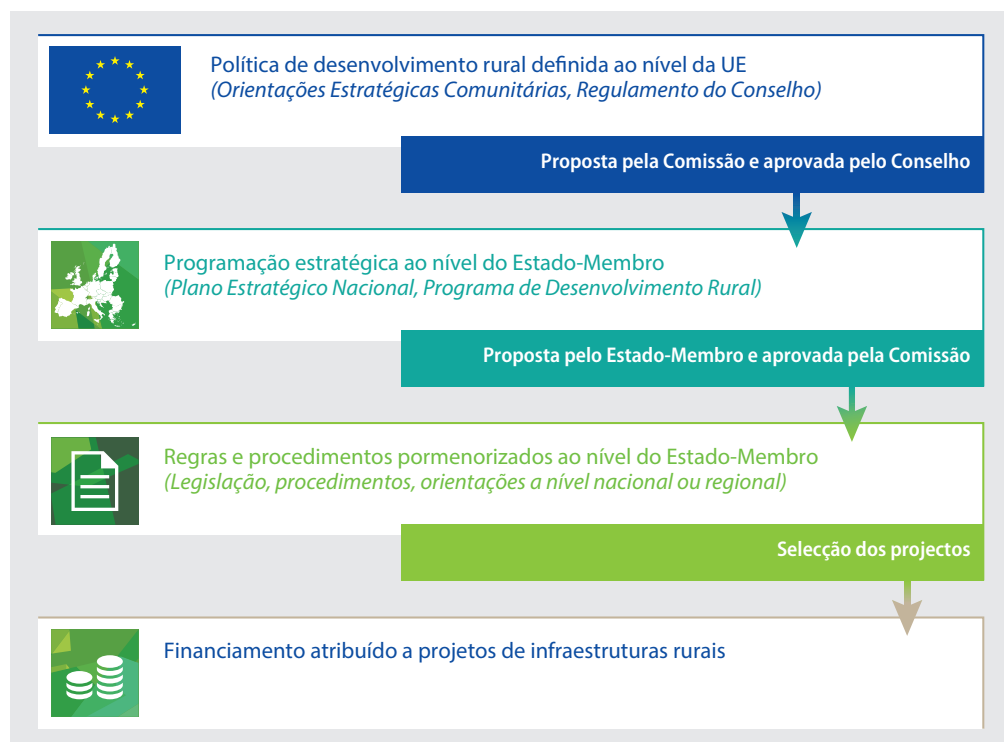 Política de desenvolvimento rural definida ao nível da UE
(Orientações Estratégicas Comunitárias, Regulamento do Conselho)
Proposta pela Comissão e aprovada pelo Conselho
Programação estratégica ao nível do Estado-Membro
(Plano Estratégico Nacional, Programa de Desenvolvimento Rural)
Proposta pelo Estado-Membro e aprovada pela Comissão
Regras e procedimentos pormenorizados ao nível do Estado-Membro
(Legislação, procedimentos, orientações a nível nacional ou regional)
Selecção dos projectos
Financiamento atribuído a projetos de infraestruturas rurais